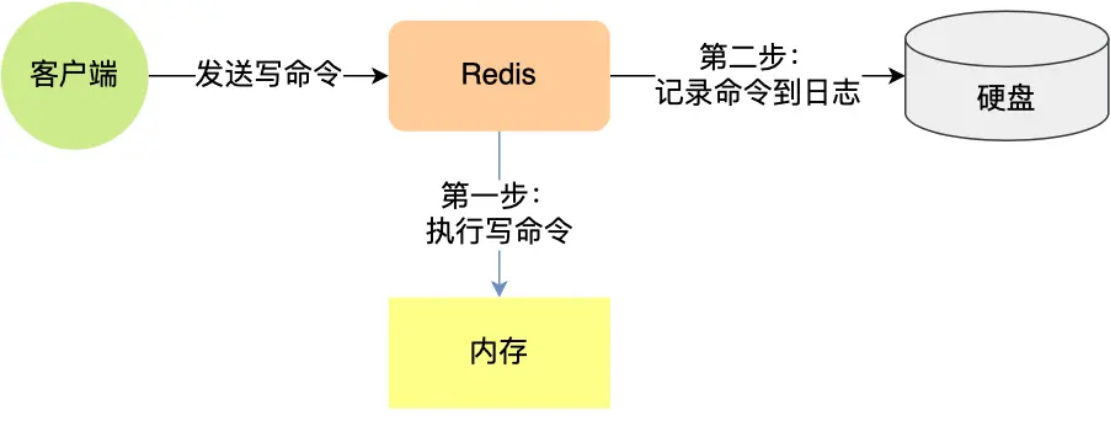 客户端
发送写命令
Redis
第二步：
记录命令到日志
硬盘
第一步：
执行写命令
内存